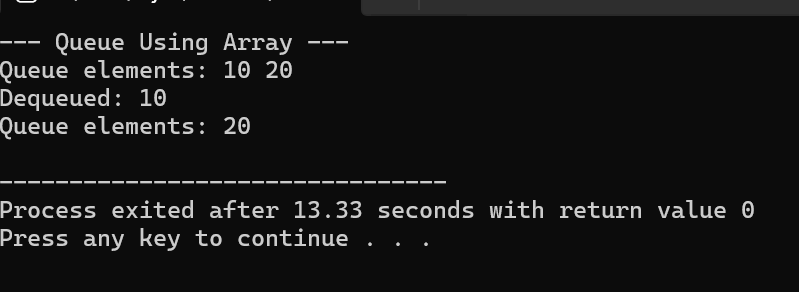 --- Queue Using Array ---
Queue elements: 10 20
Dequeued: 10
Queue elements: 20

--------------------------------
Process exited after 13.33 seconds with return value 0
Press any key to continue . . .